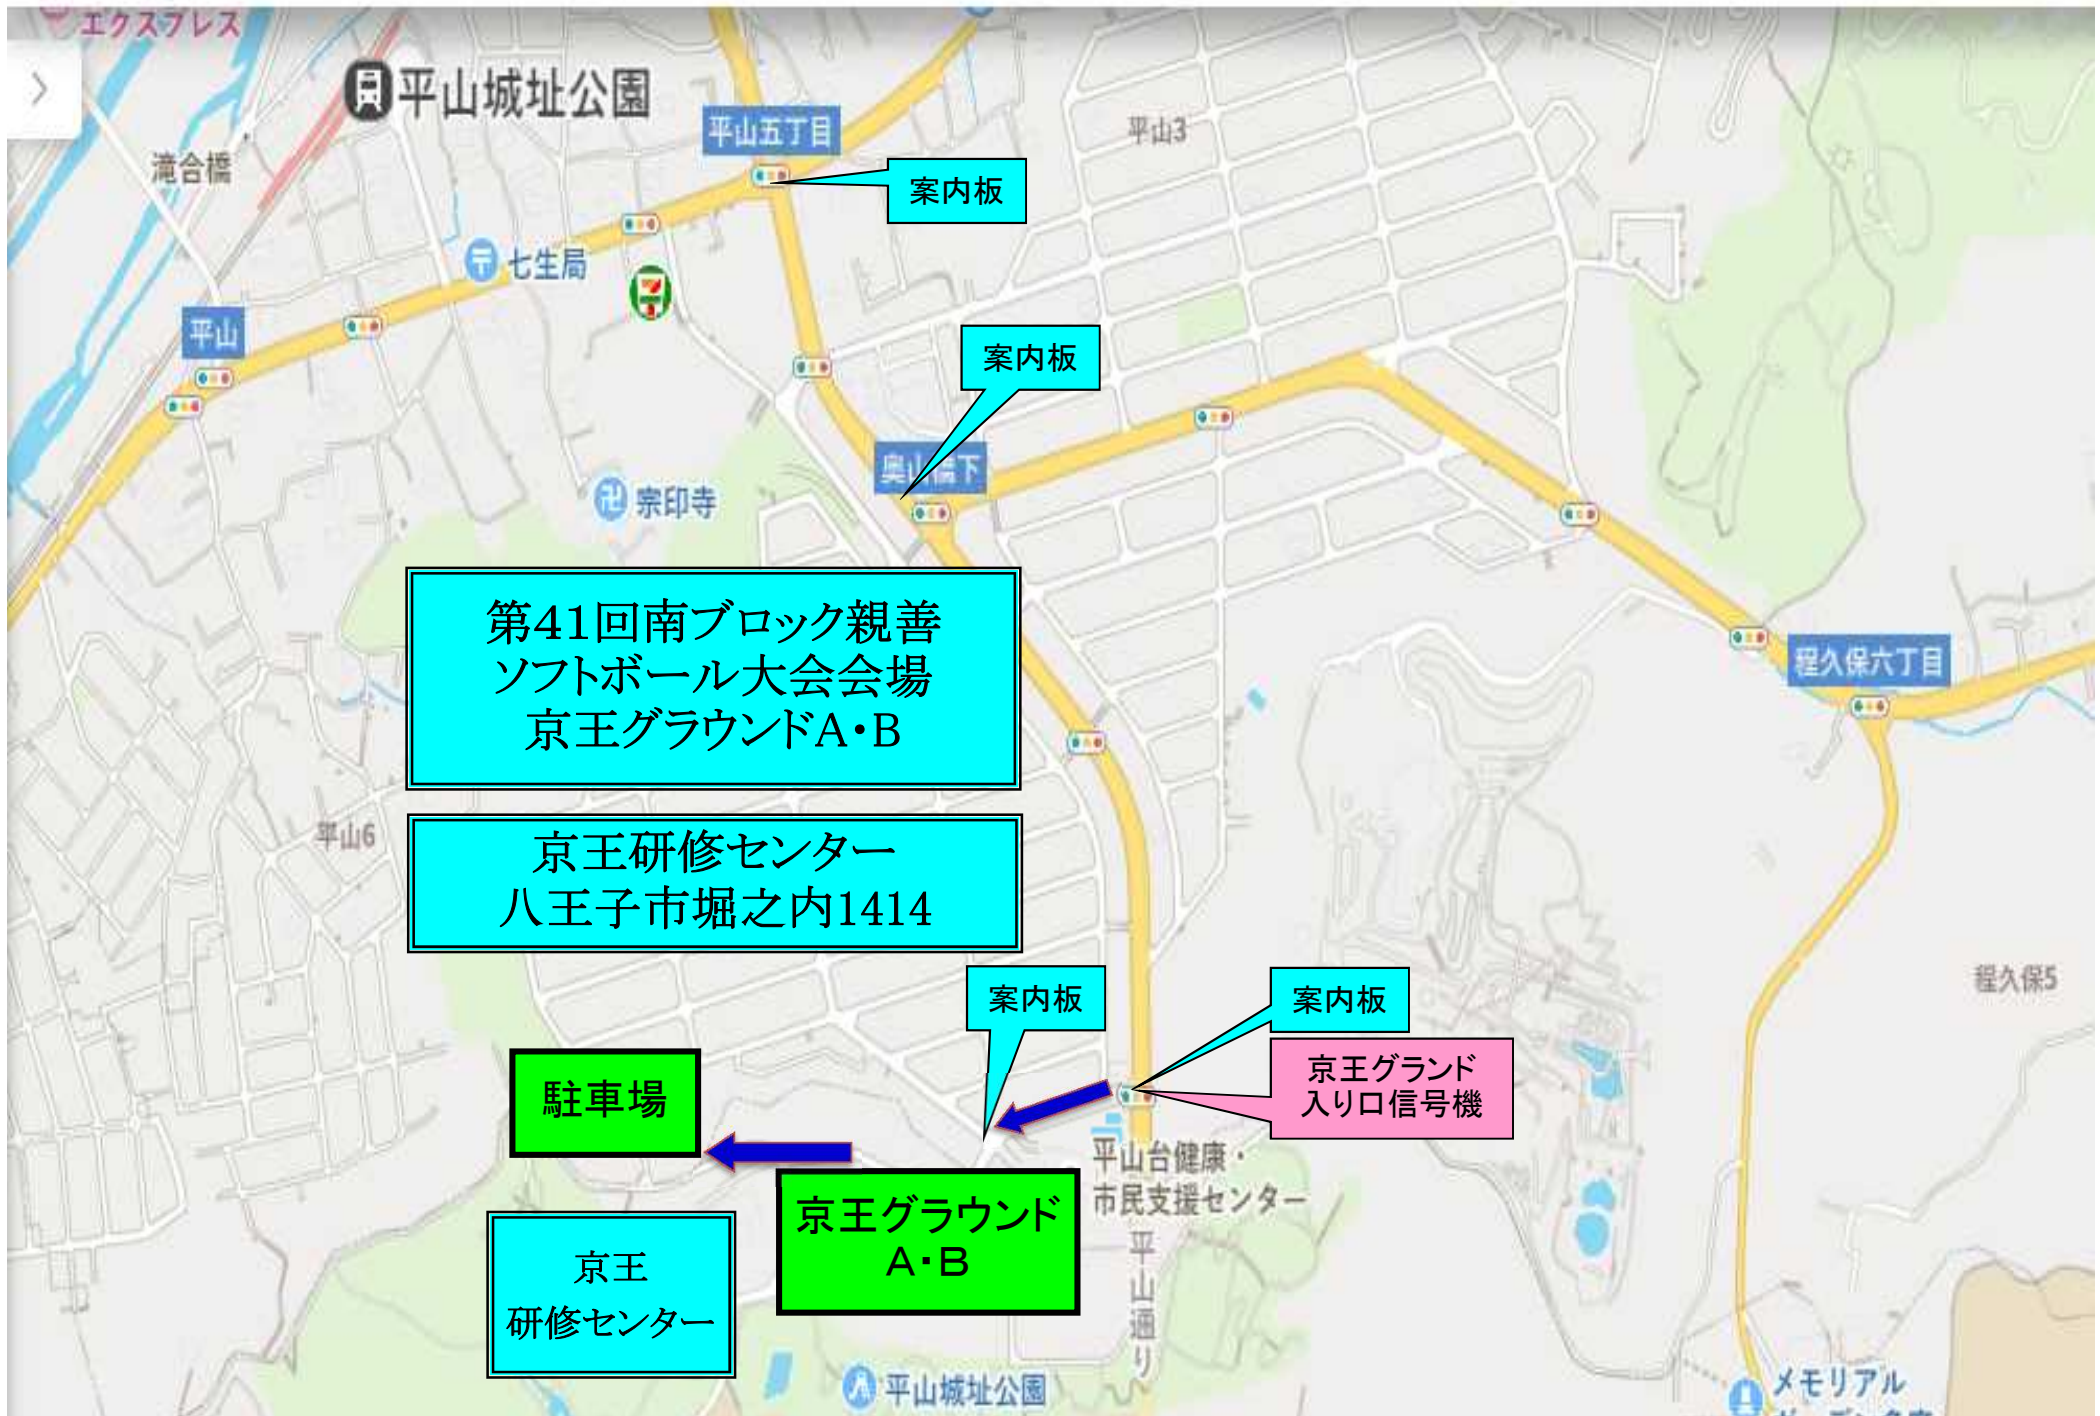 エクスプレス
平山城址公園
平山五丁目
平山3
滝合橋
案内板
七生局
平山
案内板
奥山橋下
宗印寺
第41回南ブロック親善
ソフトボール大会会場
京王グラウンドA・B
程久保六丁目
平山6
京王研修センター
八王子市堀之内1414
程久保5
案内板
案内板
京王グランド
入り口信号機
駐車場
平山台健康・
市民支援センター
京王グラウンド
A・B
平山通り
京王
研修センター
平山城址公園
メモリアル